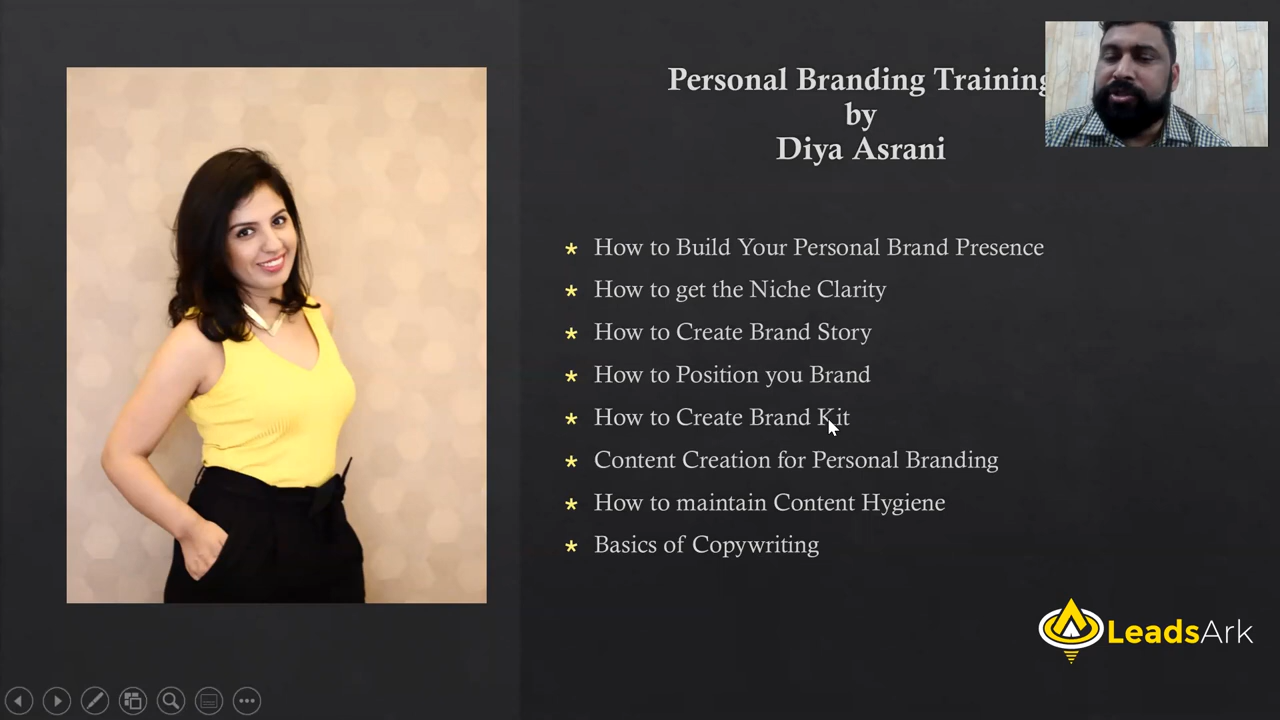 Personal Branding Training
by
Diya Asrani
* How to Build Your Personal Brand Presence
* How to get the Niche Clarity
* How to Create Brand Story
* How to Position you Brand
* How to Create Brand Kit
* Content Creation for Personal Branding
* How to maintain Content Hygiene
* Basics of Copywriting
LeadsArk